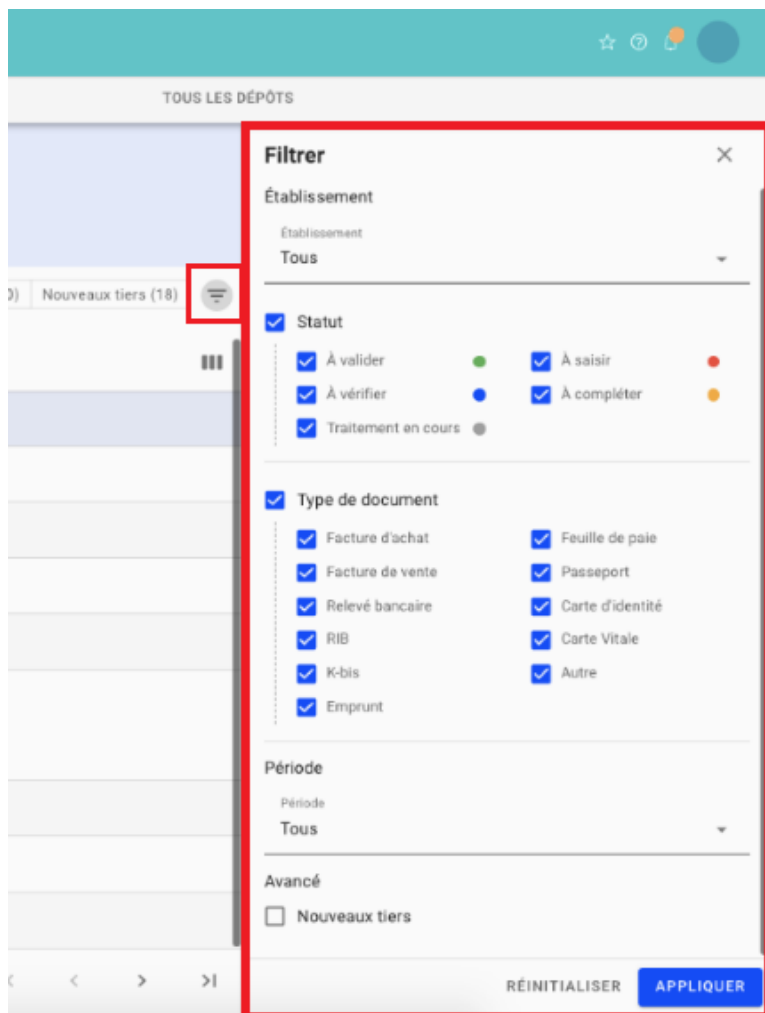 TOUS LES DÉPÔTS
Filtrer
Établissement
Établissement
Tous
Nouveaux tiers (18)
Statut
À valider
À saisir
À vérifier
À compléter
Traitement en cours
Type de document
Facture d'achat
Feuille de paie
Facture de vente
Passeport
Relevé bancaire
Carte d'identité
RIB
Carte Vitale
K-bis
Autre
Emprunt
Période
Période
Tous
Avancé
Nouveaux tiers
RÉINITIALISER
APPLIQUER